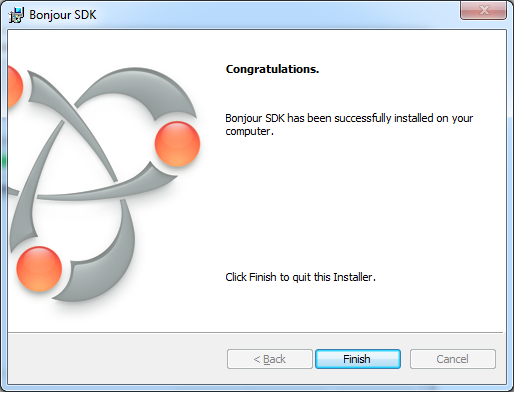 Bonjour SDK
Congratulations.
Bonjour SDK has been successfully installed on your
computer.
Click Finish to quit this Installer.
< Back Finish Cancel